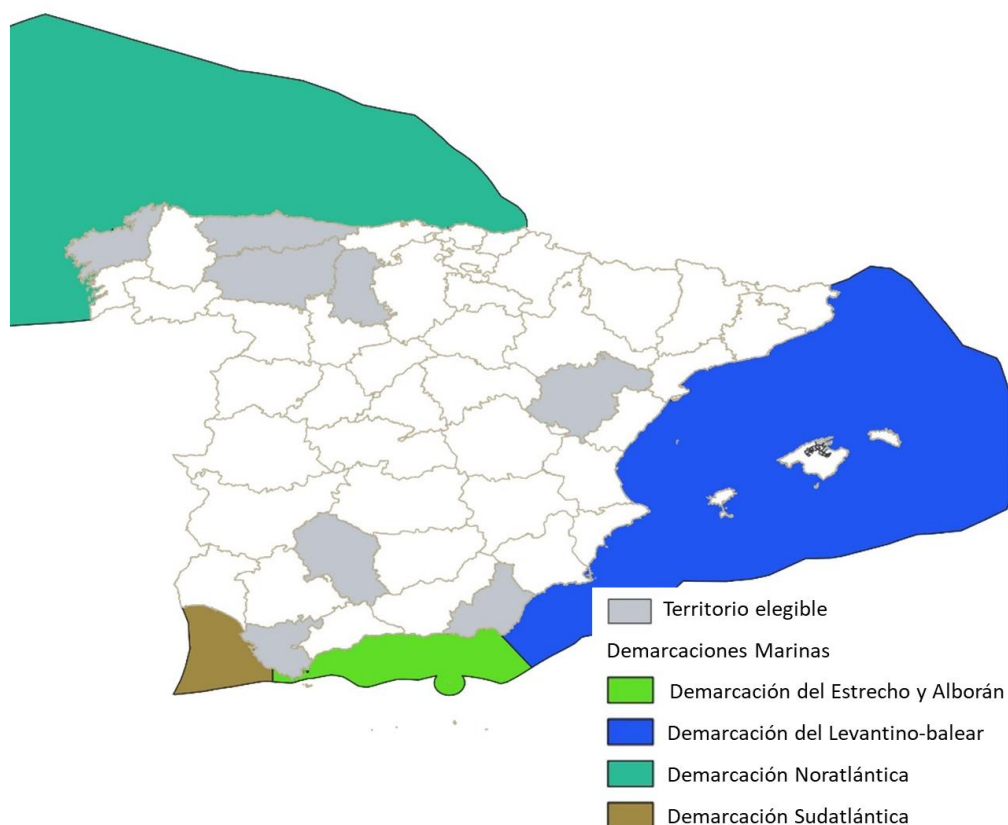 Territorio elegible
Demarcaciones Marinas
Demarcación del Estrecho y Alborán
Demarcación del Levantino-balear
Demarcación Noratlántica
Demarcación Sudatlántica